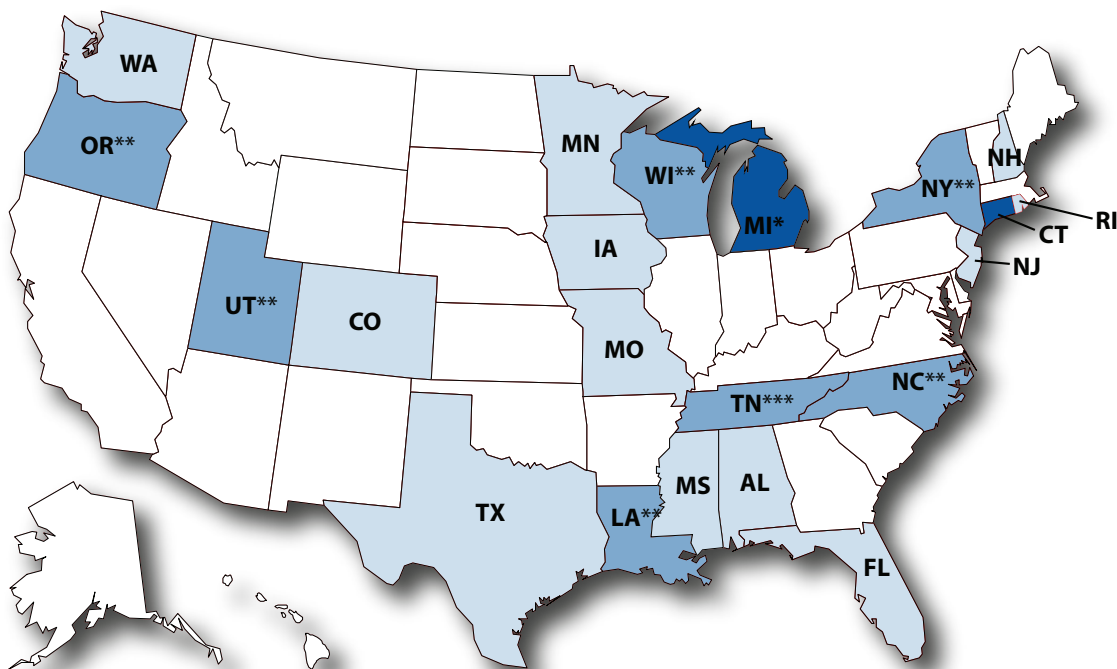 WA
OR**
MN
WI**
MI*
NY**
NH
RI
CT
NJ
IA
UT**
CO
MO
NC**
TN***
MS
AL
TX
LA**
FL